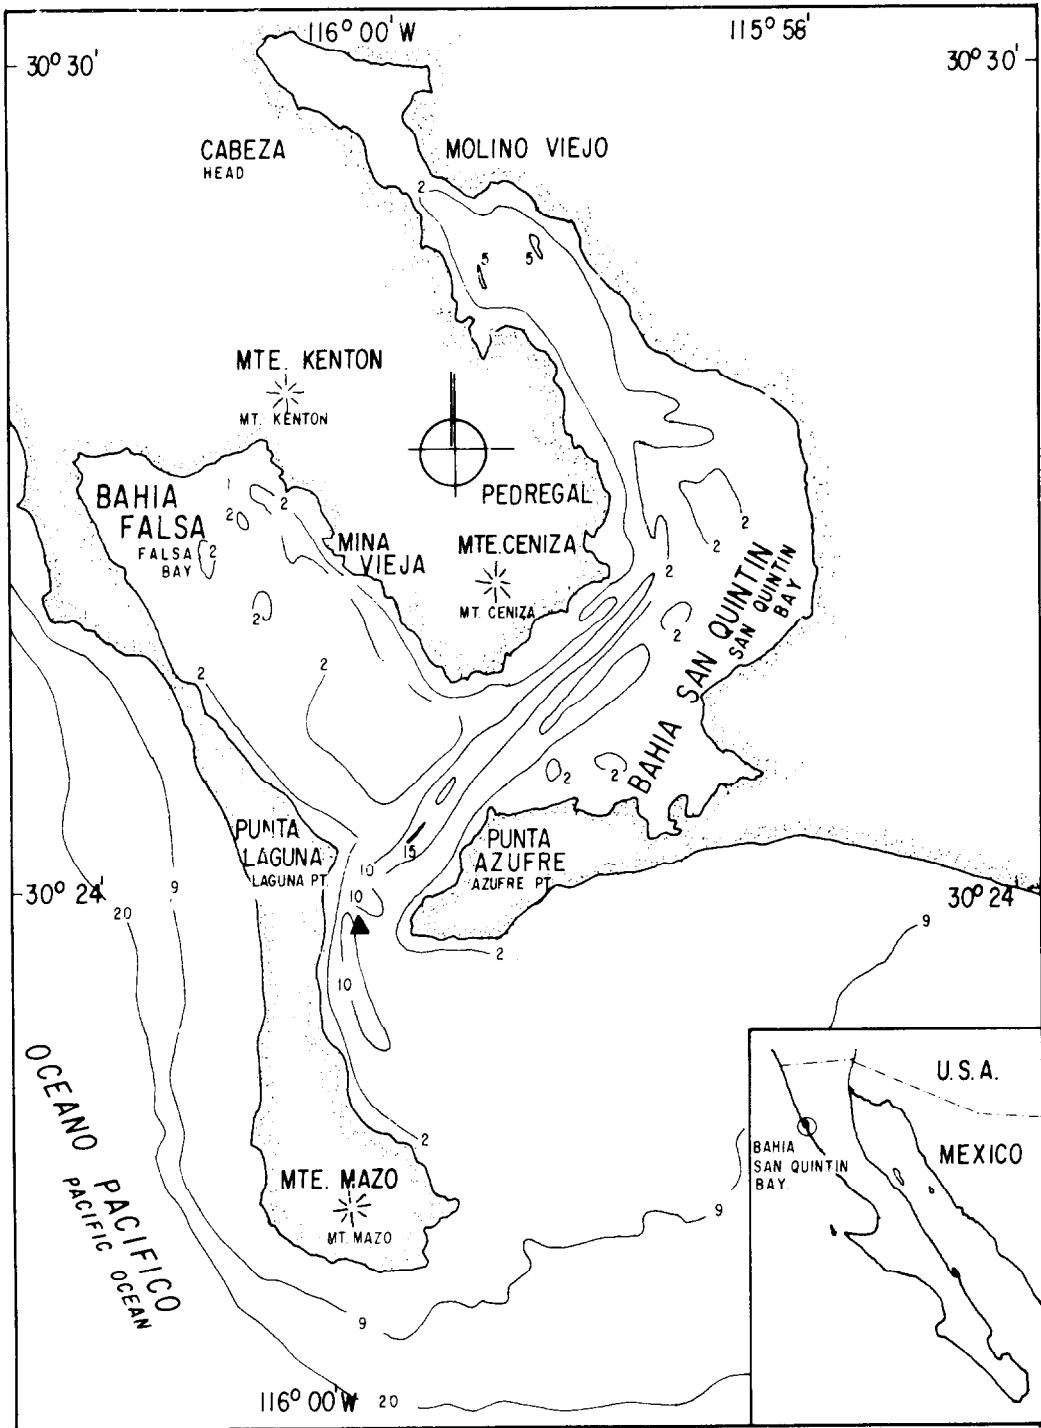 116° 00' W
115° 58'
30° 30'
30° 30'
CABEZA
HEAD
MOLINO VIEJO
2
5
5
MTE. KENTON
MT. KENTON
BAHIA
FALSA
FALSA
BAY
2
2
2
2
PEDREGAL
MINA
VIEJA
MTE. CENIZA
MT. CENIZA
2
2
2
2
BAHIA SAN QUINTIN
SAN QUINTIN
BAY
2
2
2
2
PUNTA
LAGUNA
LAGUNA PT.
15
10
10
PUNTA
AZUFRE
AZUFRE PT.
30° 24'
30° 24'
9
20
10
2
9
2
OCEANO PACIFICO
PACIFIC OCEAN
MTE. MAZO
MT. MAZO
9
9
20
116° 00' W
U.S.A.
MEXICO
BAHIA
SAN QUINTIN
BAY